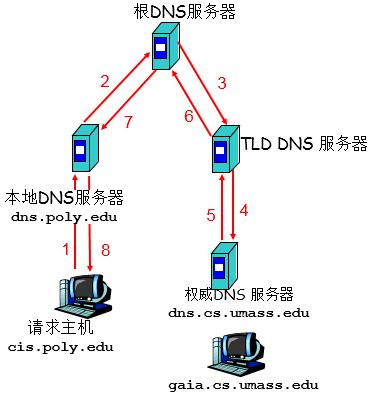 根DNS服务器
2
3
7
6
TLD DNS 服务器
本地DNS服务器
dns.poly.edu
5
4
1
8
权威DNS 服务器
dns.cs.umass.edu
请求主机
cis.poly.edu
gaia.cs.umass.edu